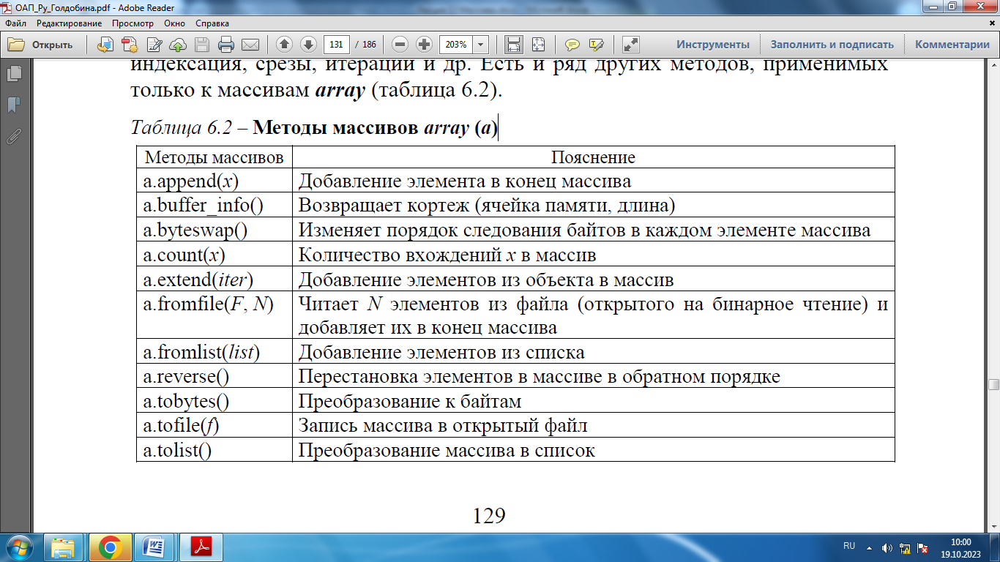 ОАП_Ру_Голдобина.pdf - Adobe Reader
Файл Редактирование Просмотр Окно Справка
Открыть 131 / 186 203% Инструменты Заполнить и подписать Комментарии
индексация, срезы, итерации и др. Есть и ряд других методов, применимых
только к массивам array (таблица 6.2).
Таблица 6.2 – Методы массивов array (a)
Методы массивов Пояснение
a.append(x) Добавление элемента в конец массива
a.buffer_info() Возвращает кортеж (ячейка памяти, длина)
a.byteswap() Изменяет порядок следования байтов в каждом элементе массива
a.count(x) Количество вхождений x в массив
a.extend(iter) Добавление элементов из объекта в массив
a.fromfile(F, N) Читает N элементов из файла (открытого на бинарное чтение) и
добавляет их в конец массива
a.fromlist(list) Добавление элементов из списка
a.reverse() Перестановка элементов в массиве в обратном порядке
a.tobytes() Преобразование к байтам
a.tofile(f) Запись массива в открытый файл
a.tolist() Преобразование массива в список
129
RU 10:00
19.10.2023